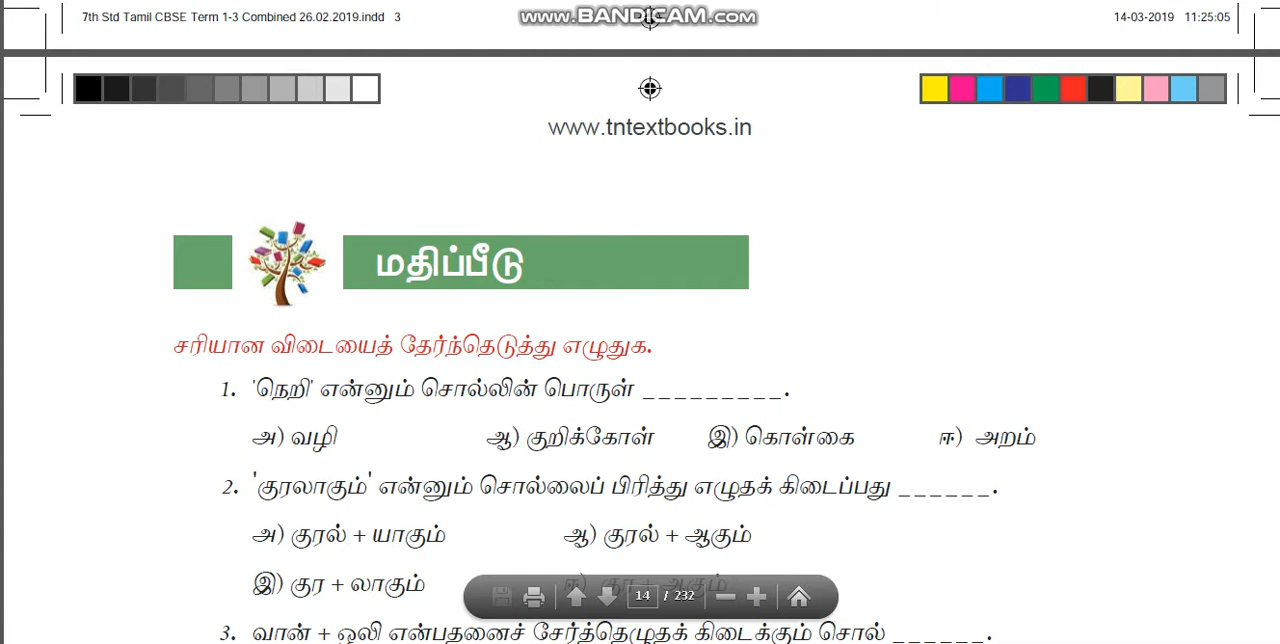 7th Std Tamil CBSE Term 1-3 Combined 26.02.2019.indd 3
www.BANDICAM.com
14-03-2019 11:25:05
www.tntextbooks.in
மதிப்பீடு
சரியான விடையைத் தேர்ந்தெடுத்து எழுதுக.
1. 'நெறி' என்னும் சொல்லின் பொருள் _________.
அ) வழி ஆ) குறிக்கோள் இ) கொள்கை ஈ) அறம்
2. 'குரலாகும்' என்னும் சொல்லைப் பிரித்து எழுதக் கிடைப்பது ______.
அ) குரல் + யாகும் ஆ) குரல் + ஆகும்
இ) குர + லாகும் ஈ) குர + ஆகும்
14 / 232
3. வான் + ஒலி என்பதனைச் சேர்த்தெழுதக் கிடைக்கும் சொல் ______.